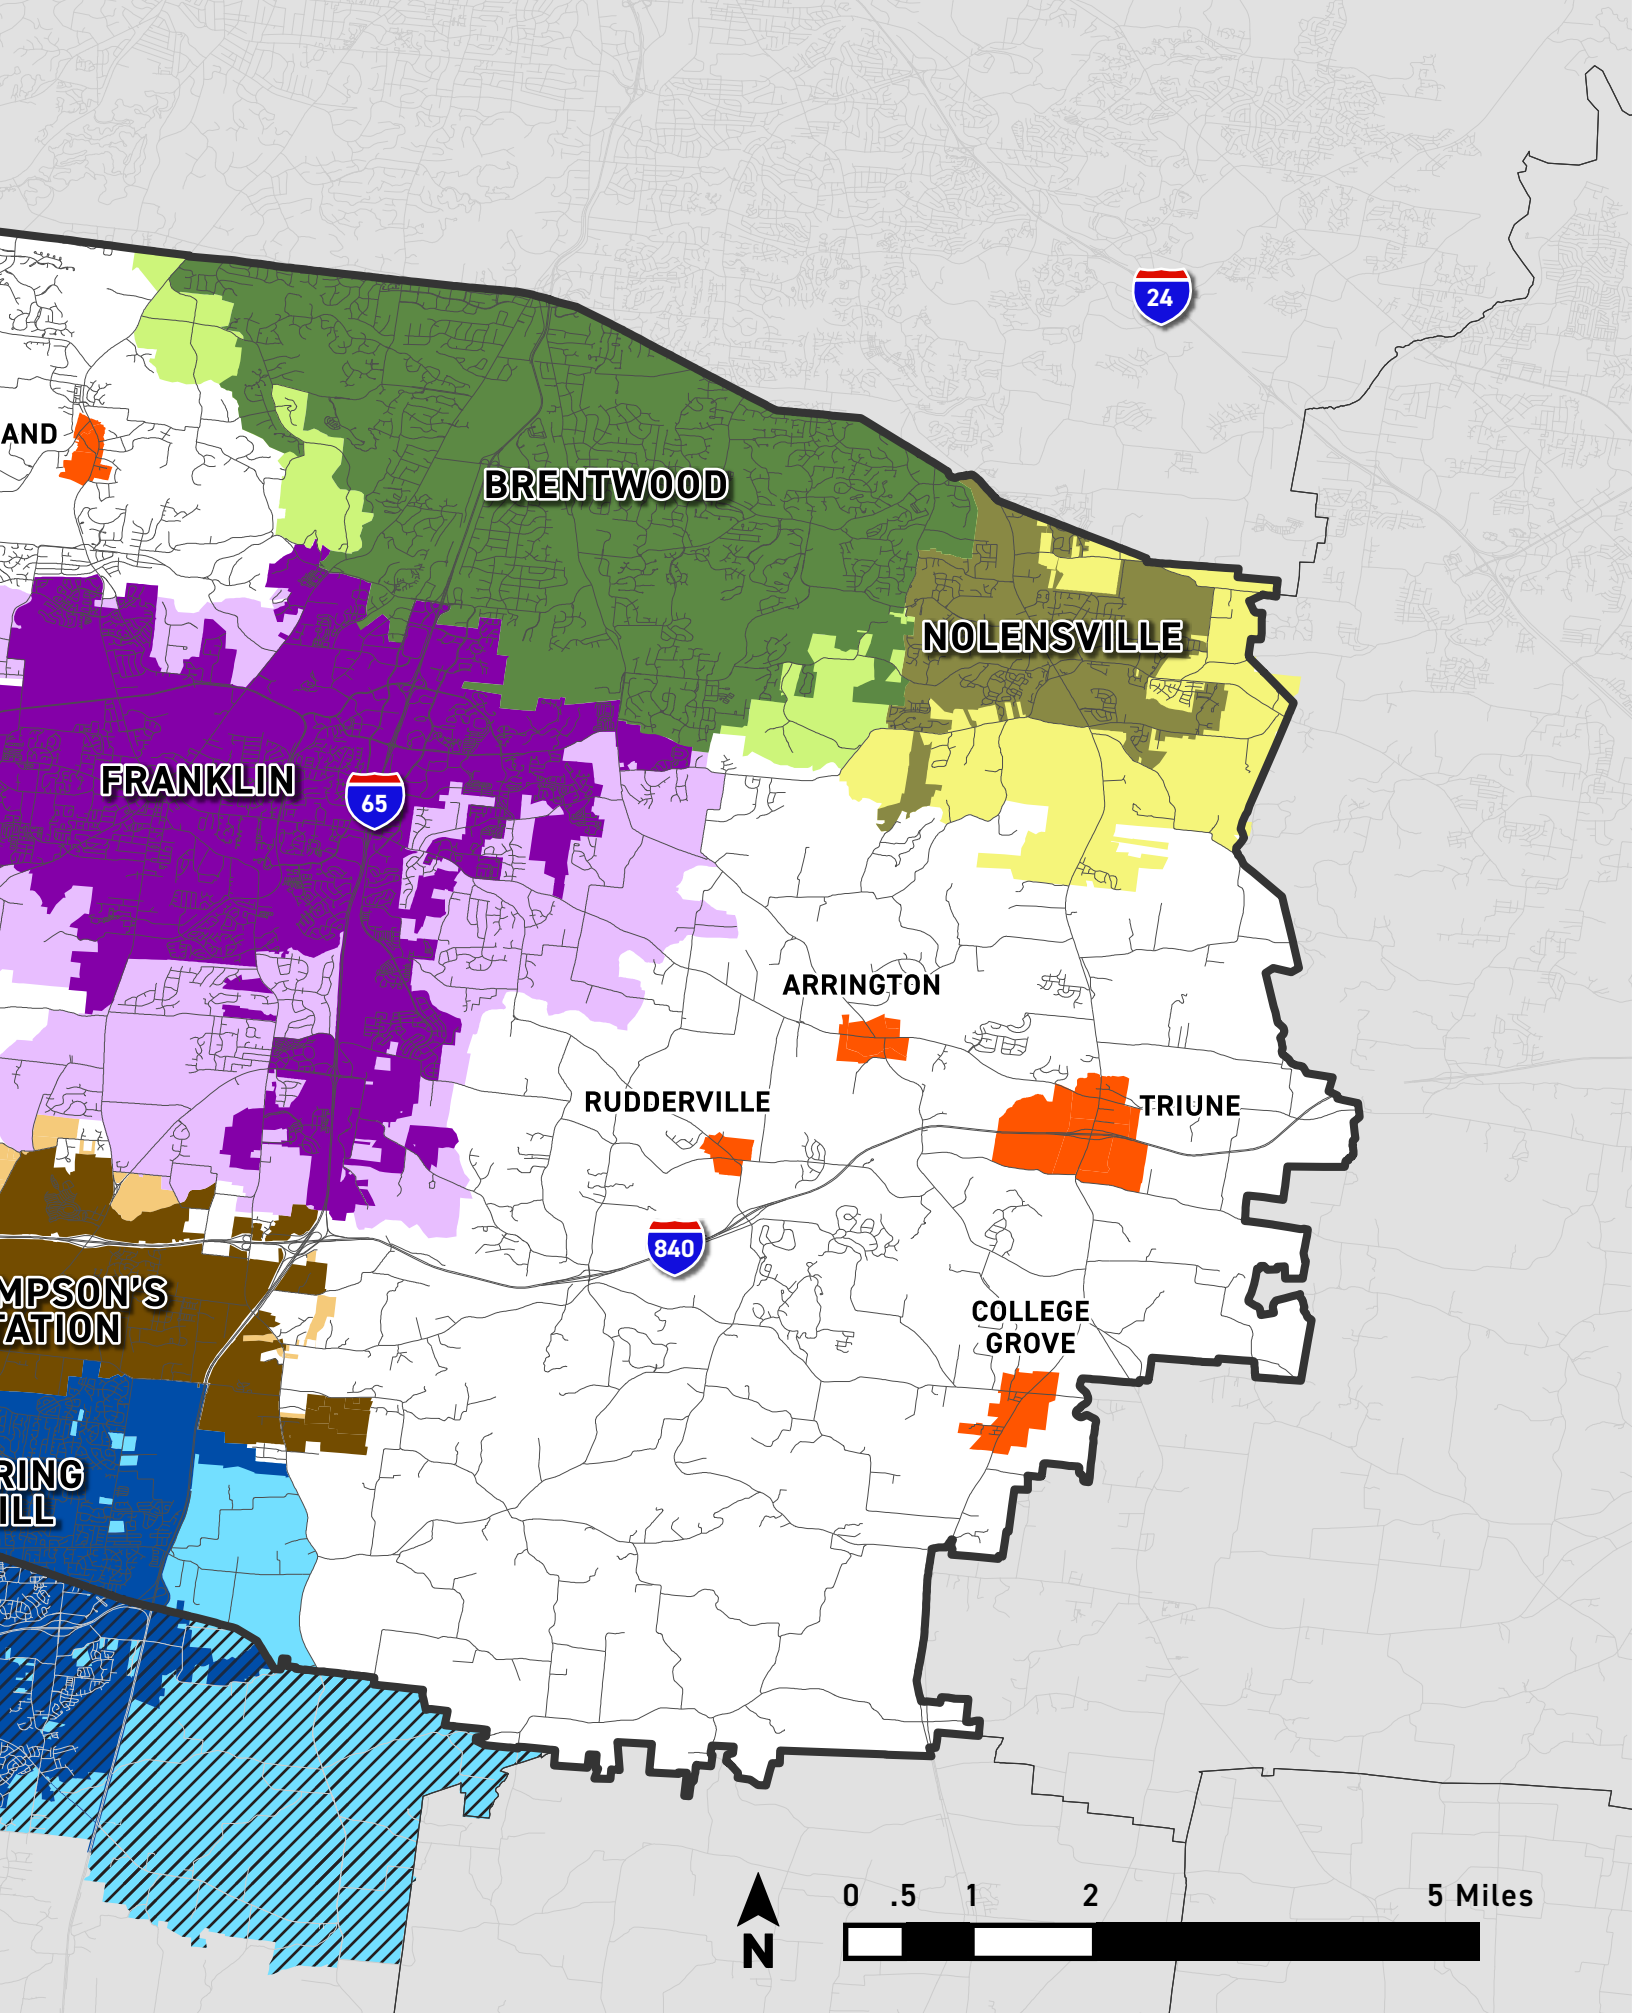 24
AND
BRENTWOOD
NOLENSVILLE
FRANKLIN
65
ARRINGTON
RUDDERVILLE
TRIUNE
840
MPSON'S
TATION
COLLEGE
GROVE
RING
ILL
0 .5 1 2 5 Miles
N